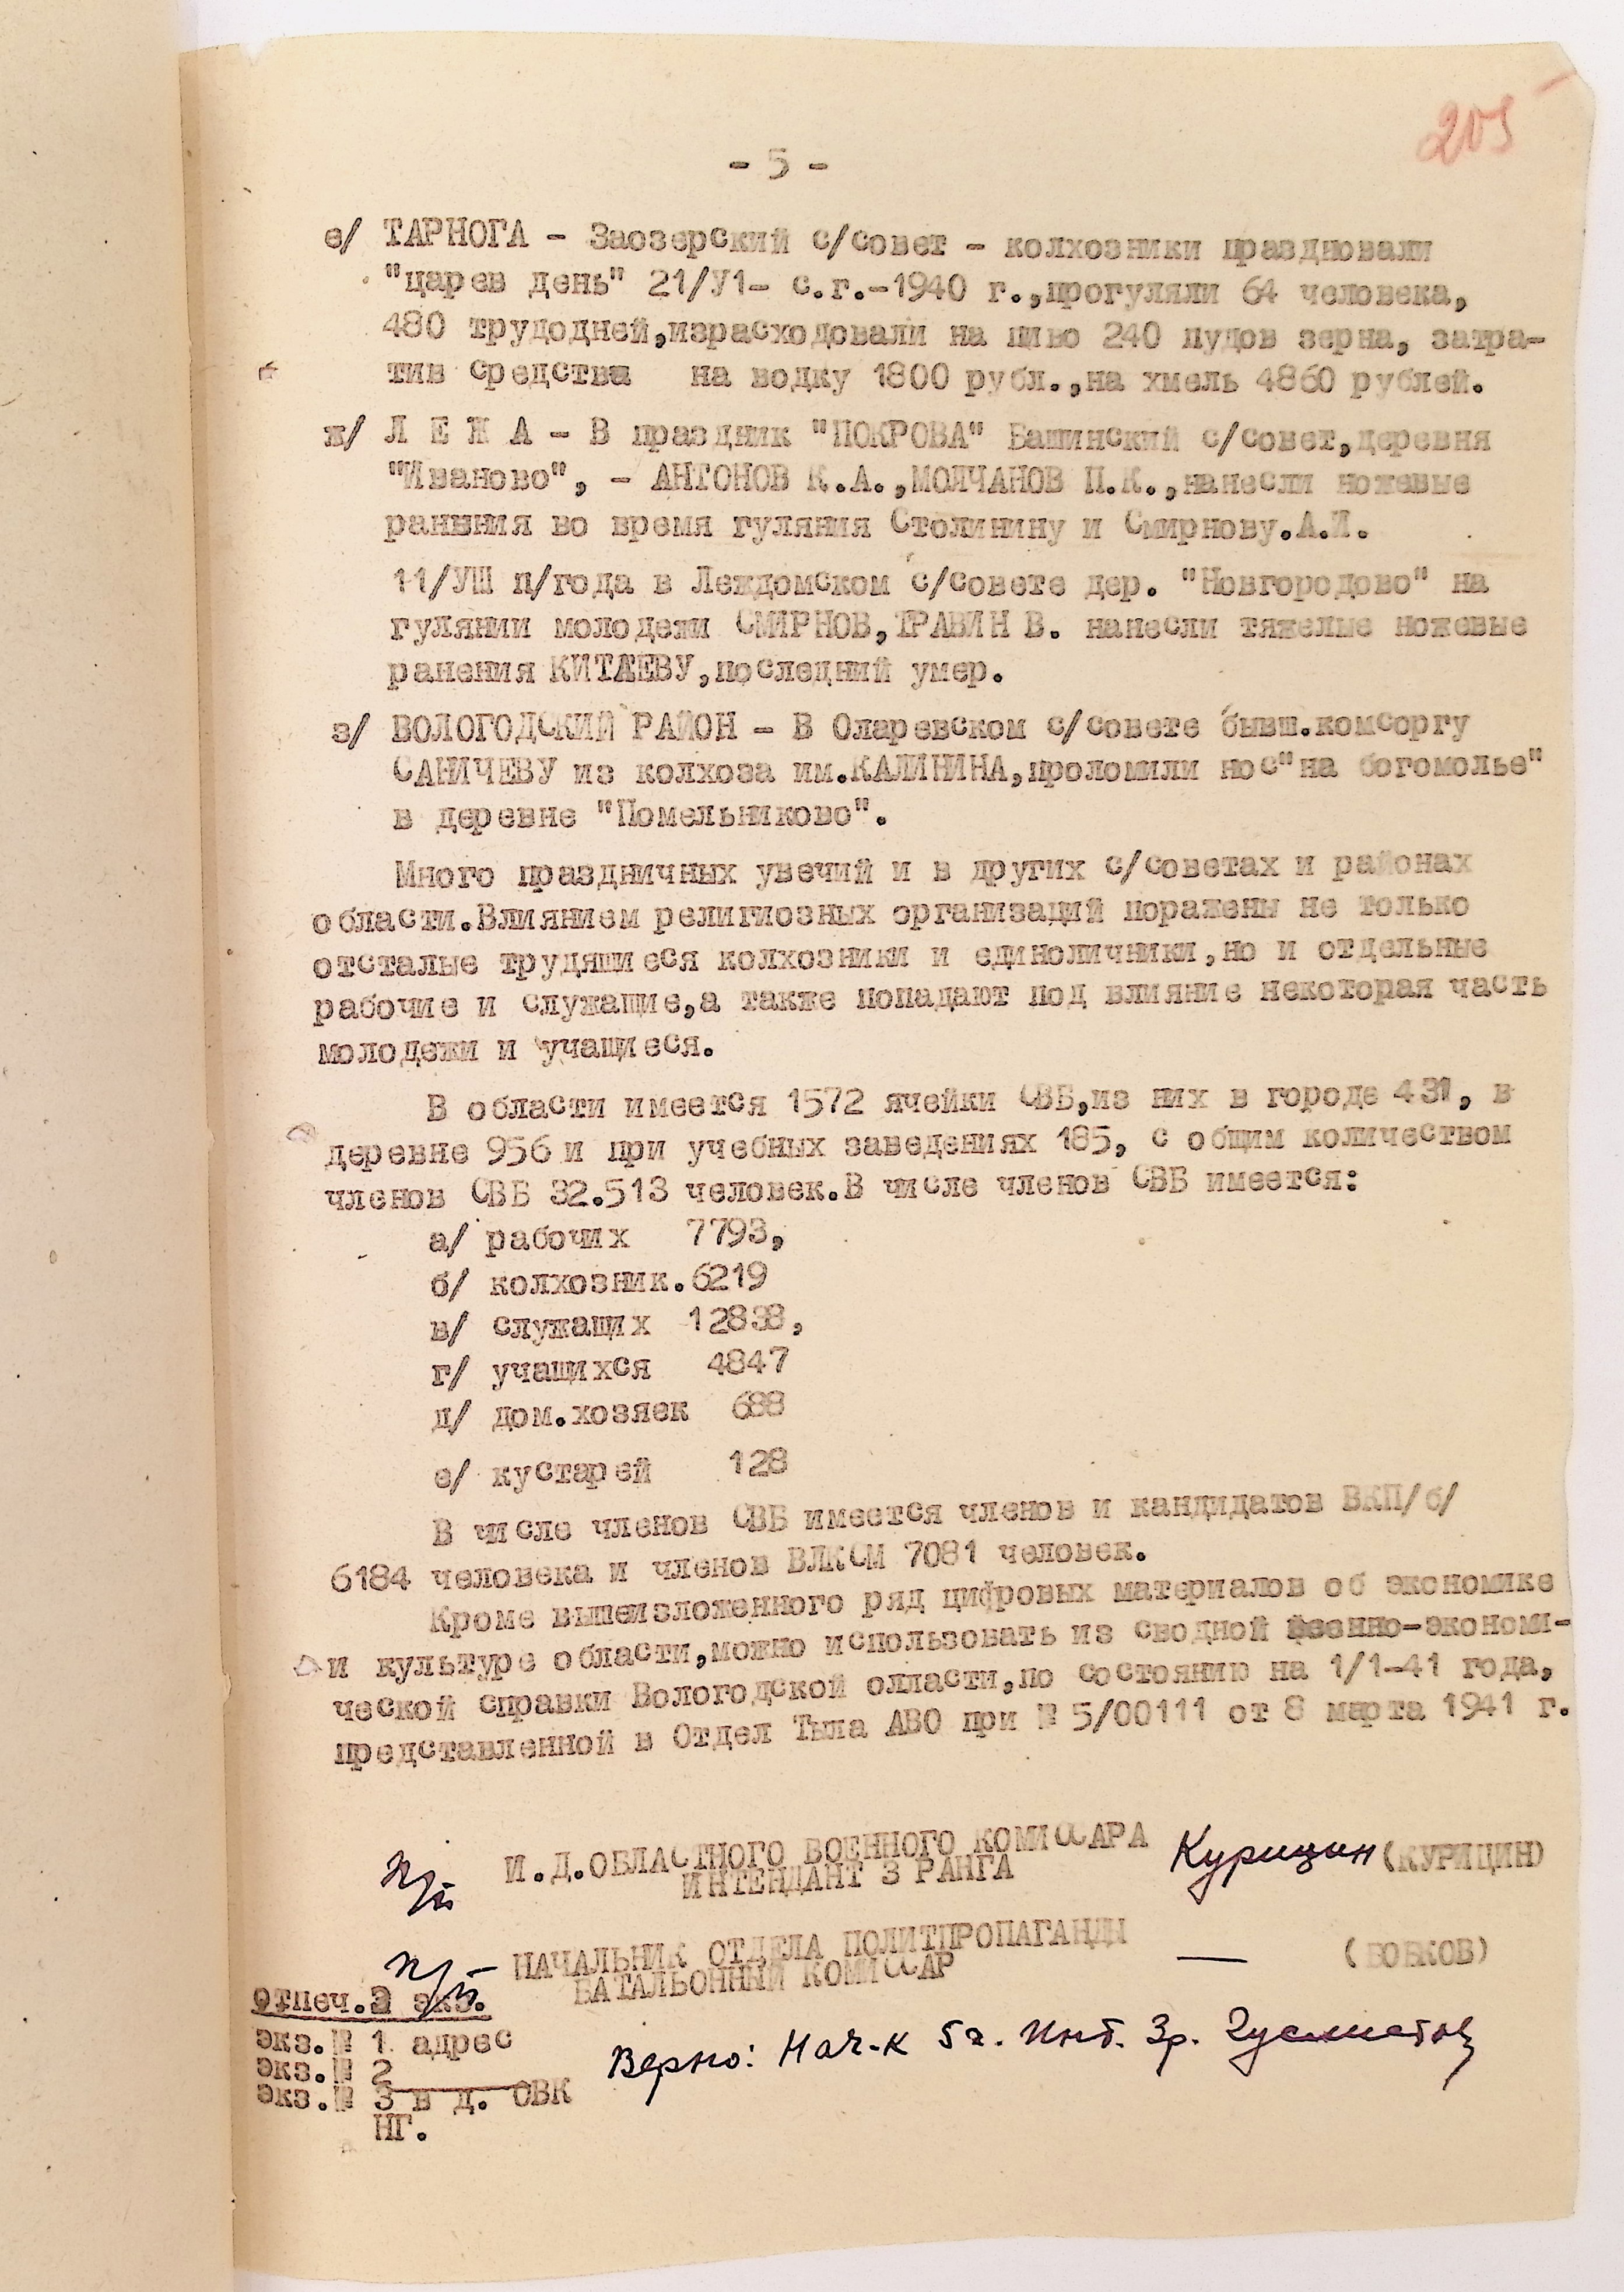 205
- 5 -
е/ ТАРНОГА - Заозерский с/совет - колхозники праздновали
"царев день" 21/У1- с.г.-1940 г.,прогуляли 64 человека,
480 трудодней,израсходовали на пиво 240 пудов зерна, затра-
тив средства на водку 1800 рубл.,на хмель 4860 рублей.
ж/ Л Е Ж А - В праздник "ПОКРОВА" Башинский с/совет,деревня
"Иваново", - АНТОНОВ К.А.,МОЛЧАНОВ П.К.,нанесли ножевые
ранения во время гуляния Столинину и Смирнову.А.И.
11/УШ п/года в Леждомском с/совете дер. "Новгородово" на
гулянии молодежи СМИРНОВ,ТРАВИН В. нанесли тяжелые ножевые
ранения КИТАЕВУ,последний умер.
з/ ВОЛОГОДСКИЙ РАЙОН - В Оларевском с/совете бывш.комсоргу
САНИЧЕВУ из колхоза им.КАЛИНИНА,проломили нос"на богомолье"
в деревне "Помельниково".
Много праздничных увечий и в других с/советах и районах
области.Влиянием религиозных организаций поражены не только
отсталые трудящиеся колхозники и единоличники,но и отдельные
рабочие и служащие,а также попадают под влияние некоторая часть
молодежи и учащиеся.
В области имеется 1572 ячейки СВБ,из них в городе 431, в
деревне 956 и при учебных заведениях 185, с общим количеством
членов СВБ 32.513 человек.В числе членов СВБ имеется:
а/ рабочих 7793,
б/ колхозник.6219
в/ служащих 12838,
г/ учащихся 4847
д/ дом.хозяек 688
е/ кустарей 128
В числе членов СВБ имеется членов и кандидатов ВКП/б/
6184 человека и членов ВЛКСМ 7081 человек.
Кроме вышеизложенного ряд цифровых материалов об экономике
и культуре области,можно использовать из сводной военно-экономи-
ческой справки Вологодской олласти,по состоянию на 1/1-41 года,
представленной в Отдел Тыла АВО при № 5/00111 от 8 марта 1941 г.
п/п И.Д.ОБЛАСТНОГО ВОЕННОГО КОМИССАРА Курицин (КУРИЦИН)
ИНТЕНДАНТ 3 РАНГА
п/п НАЧАЛЬНИК ОТДЕЛА ПОЛИТПРОПАГАНДЫ — (БОБКОВ)
БАТАЛЬОННЫЙ КОМИССАР
Отпеч.3 экз.
экз.№ 1 адрес
экз.№ 2
экз.№ 3 в д. ОВК
НГ.
Верно: Нач-к 5ч. Инт. 3р.